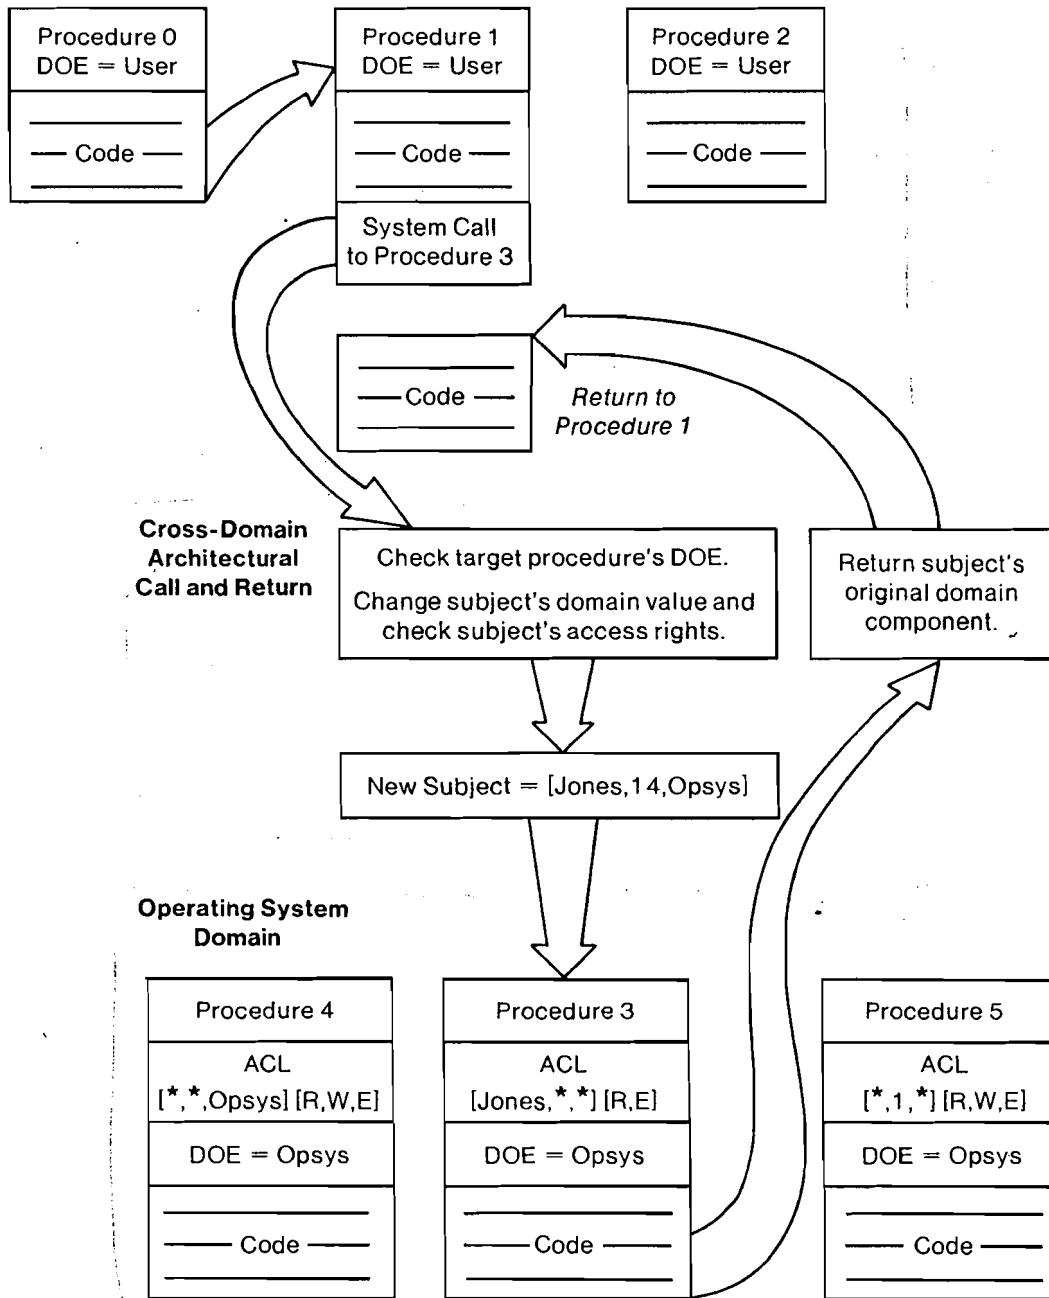 Procedure 0
DOE = User
Code
Procedure 1
DOE = User
Code
System Call
to Procedure 3
Procedure 2
DOE = User
Code
Code
Return to
Procedure 1
Cross-Domain
Architectural
Call and Return
Check target procedure's DOE.
Change subject's domain value and
check subject's access rights.
Return subject's
original domain
component.
New Subject = [Jones,14,Opsys]
Operating System
Domain
Procedure 4
ACL
[*,*,Opsys] [R,W,E]
DOE = Opsys
Code
Procedure 3
ACL
[Jones,*,*] [R,E]
DOE = Opsys
Code
Procedure 5
ACL
[*,1,*] [R,W,E]
DOE = Opsys
Code